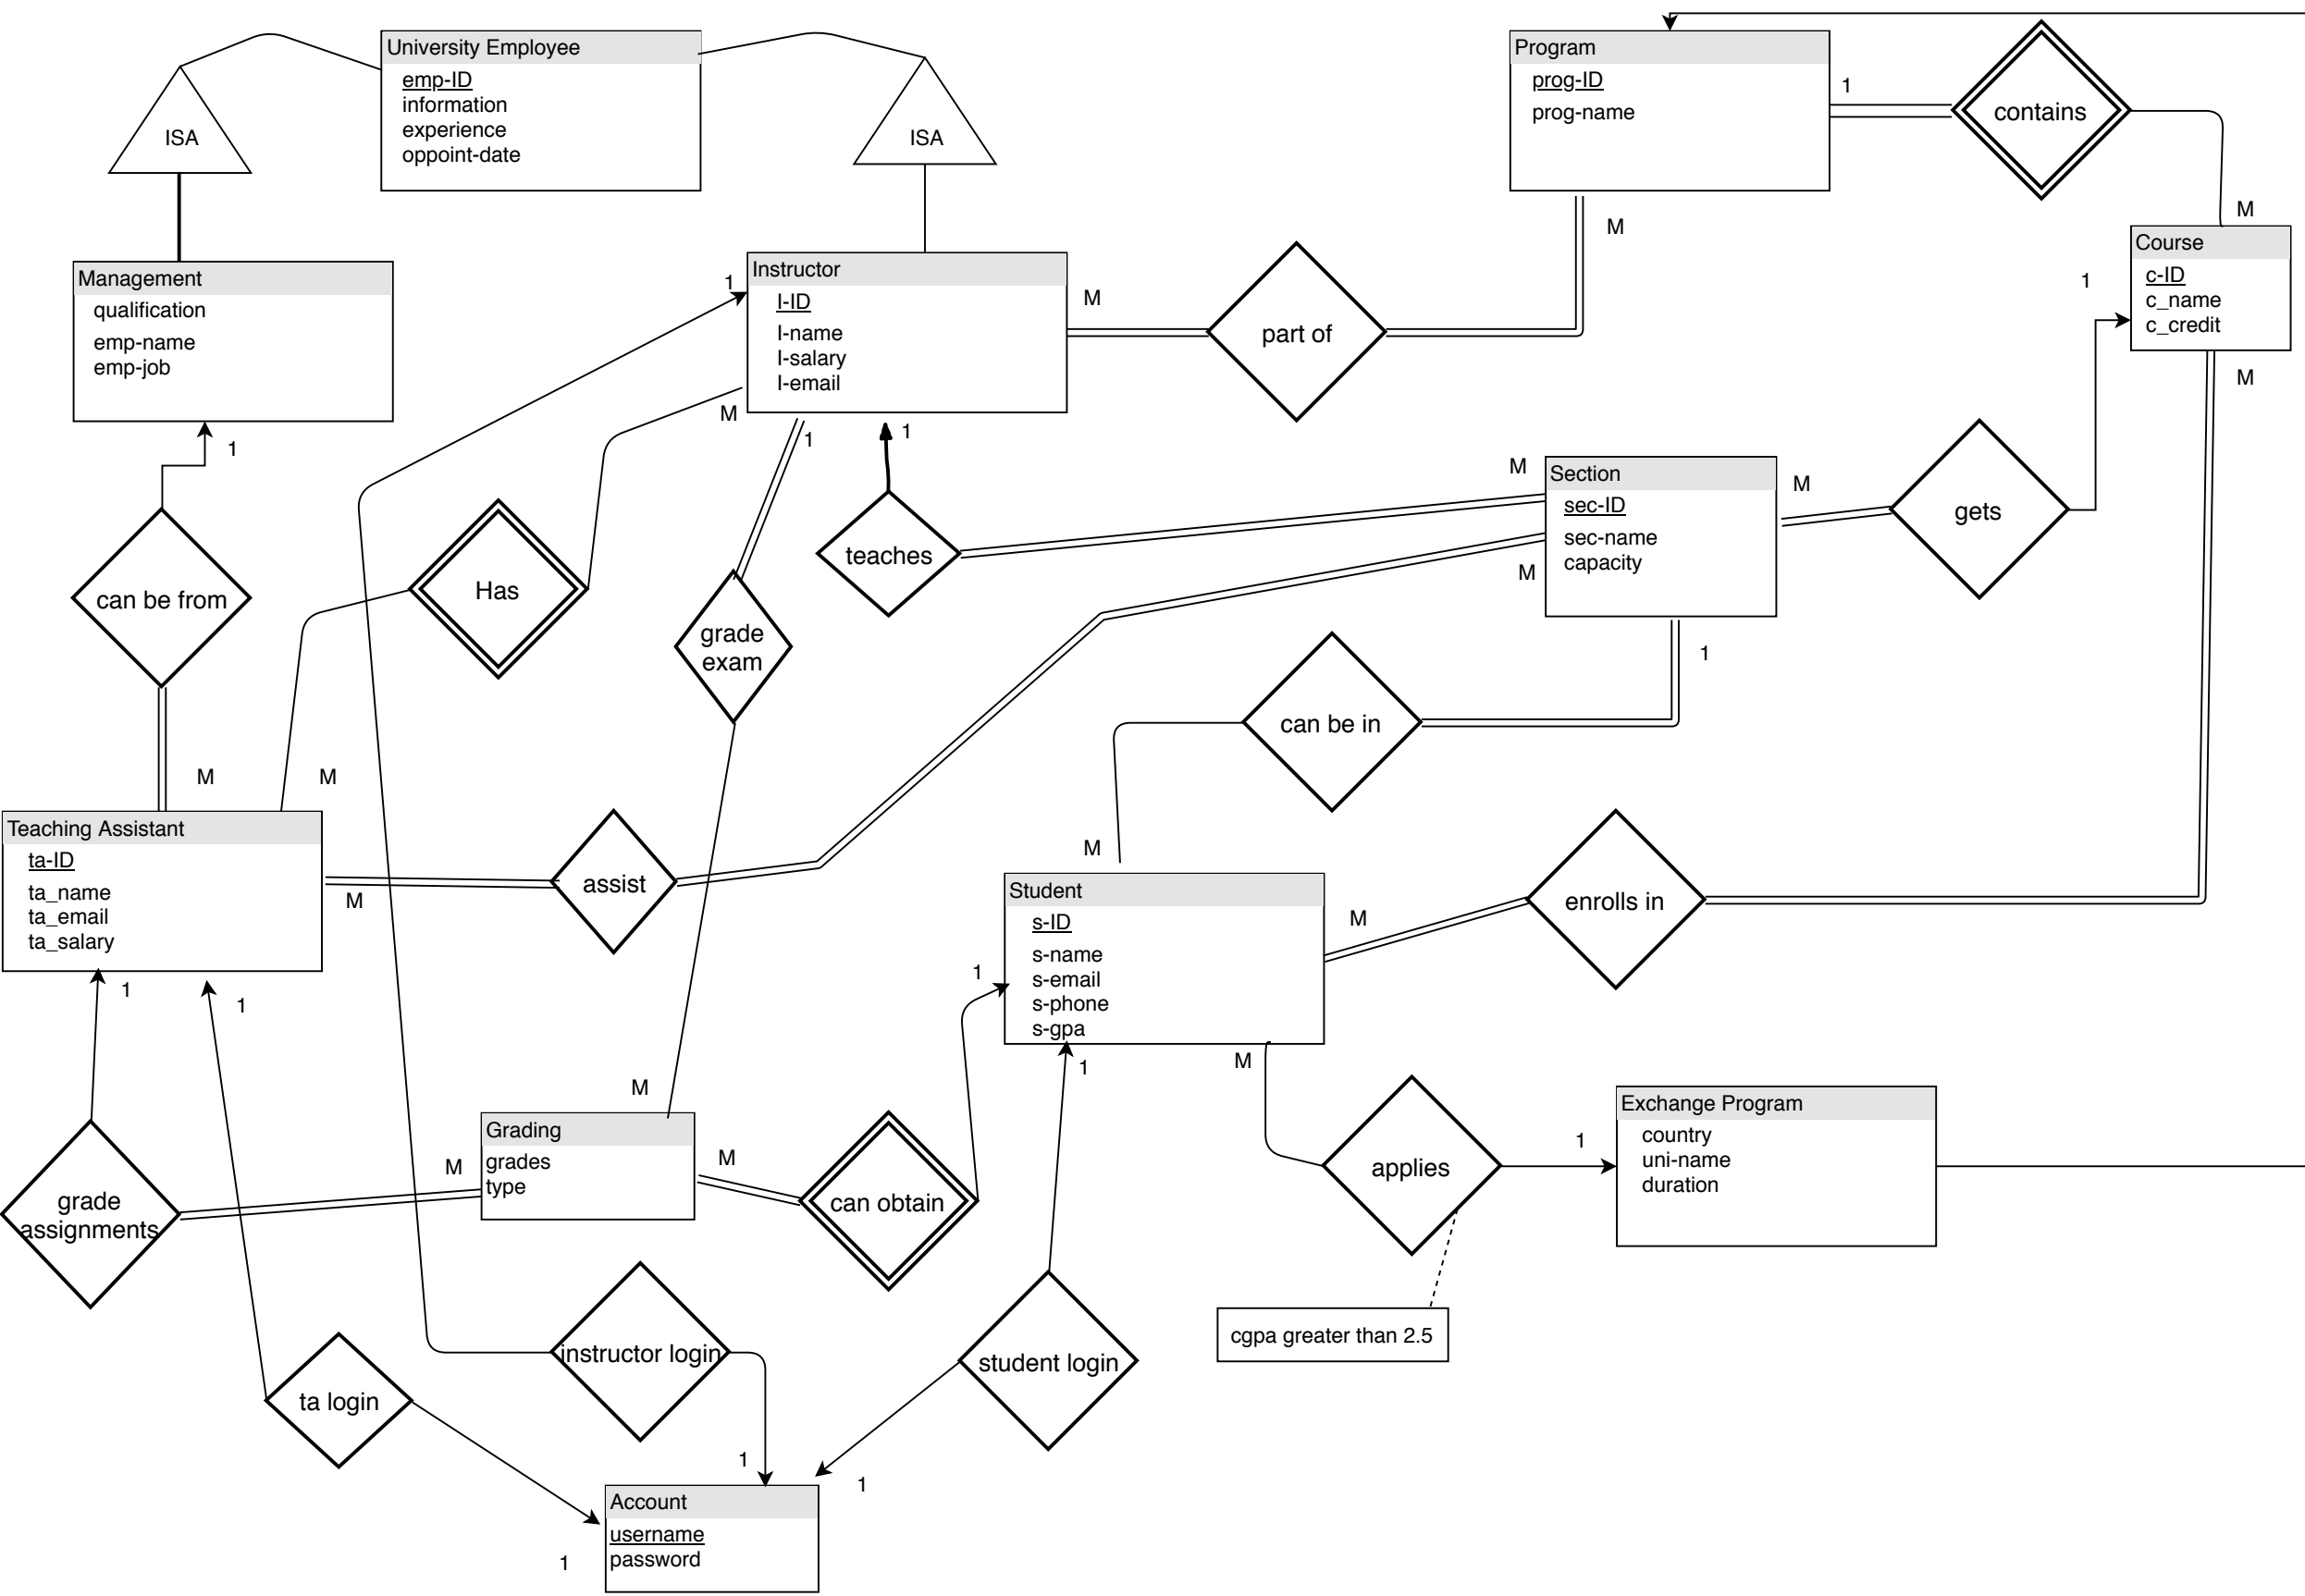 University Employee
emp-ID
information
experience
oppoint-date
ISA
ISA
Program
prog-ID
prog-name
1
contains
M
Course
c-ID
c_name
c_credit
1
M
Management
qualification
emp-name
emp-job
1
Instructor
I-ID
I-name
I-salary
I-email
1
M
1
1
M
part of
M
can be from
Has
grade
exam
teaches
M
M
Section
sec-ID
sec-name
capacity
M
gets
1
can be in
M
M
M
Teaching Assistant
ta-ID
ta_name
ta_email
ta_salary
M
assist
Student
s-ID
s-name
s-email
s-phone
s-gpa
M
enrolls in
1
1
1
1
M
M
Grading
grades
type
M
M
can obtain
grade
assignments
applies
1
Exchange Program
country
uni-name
duration
cgpa greater than 2.5
instructor login
student login
ta login
1
1
1
Account
username
password